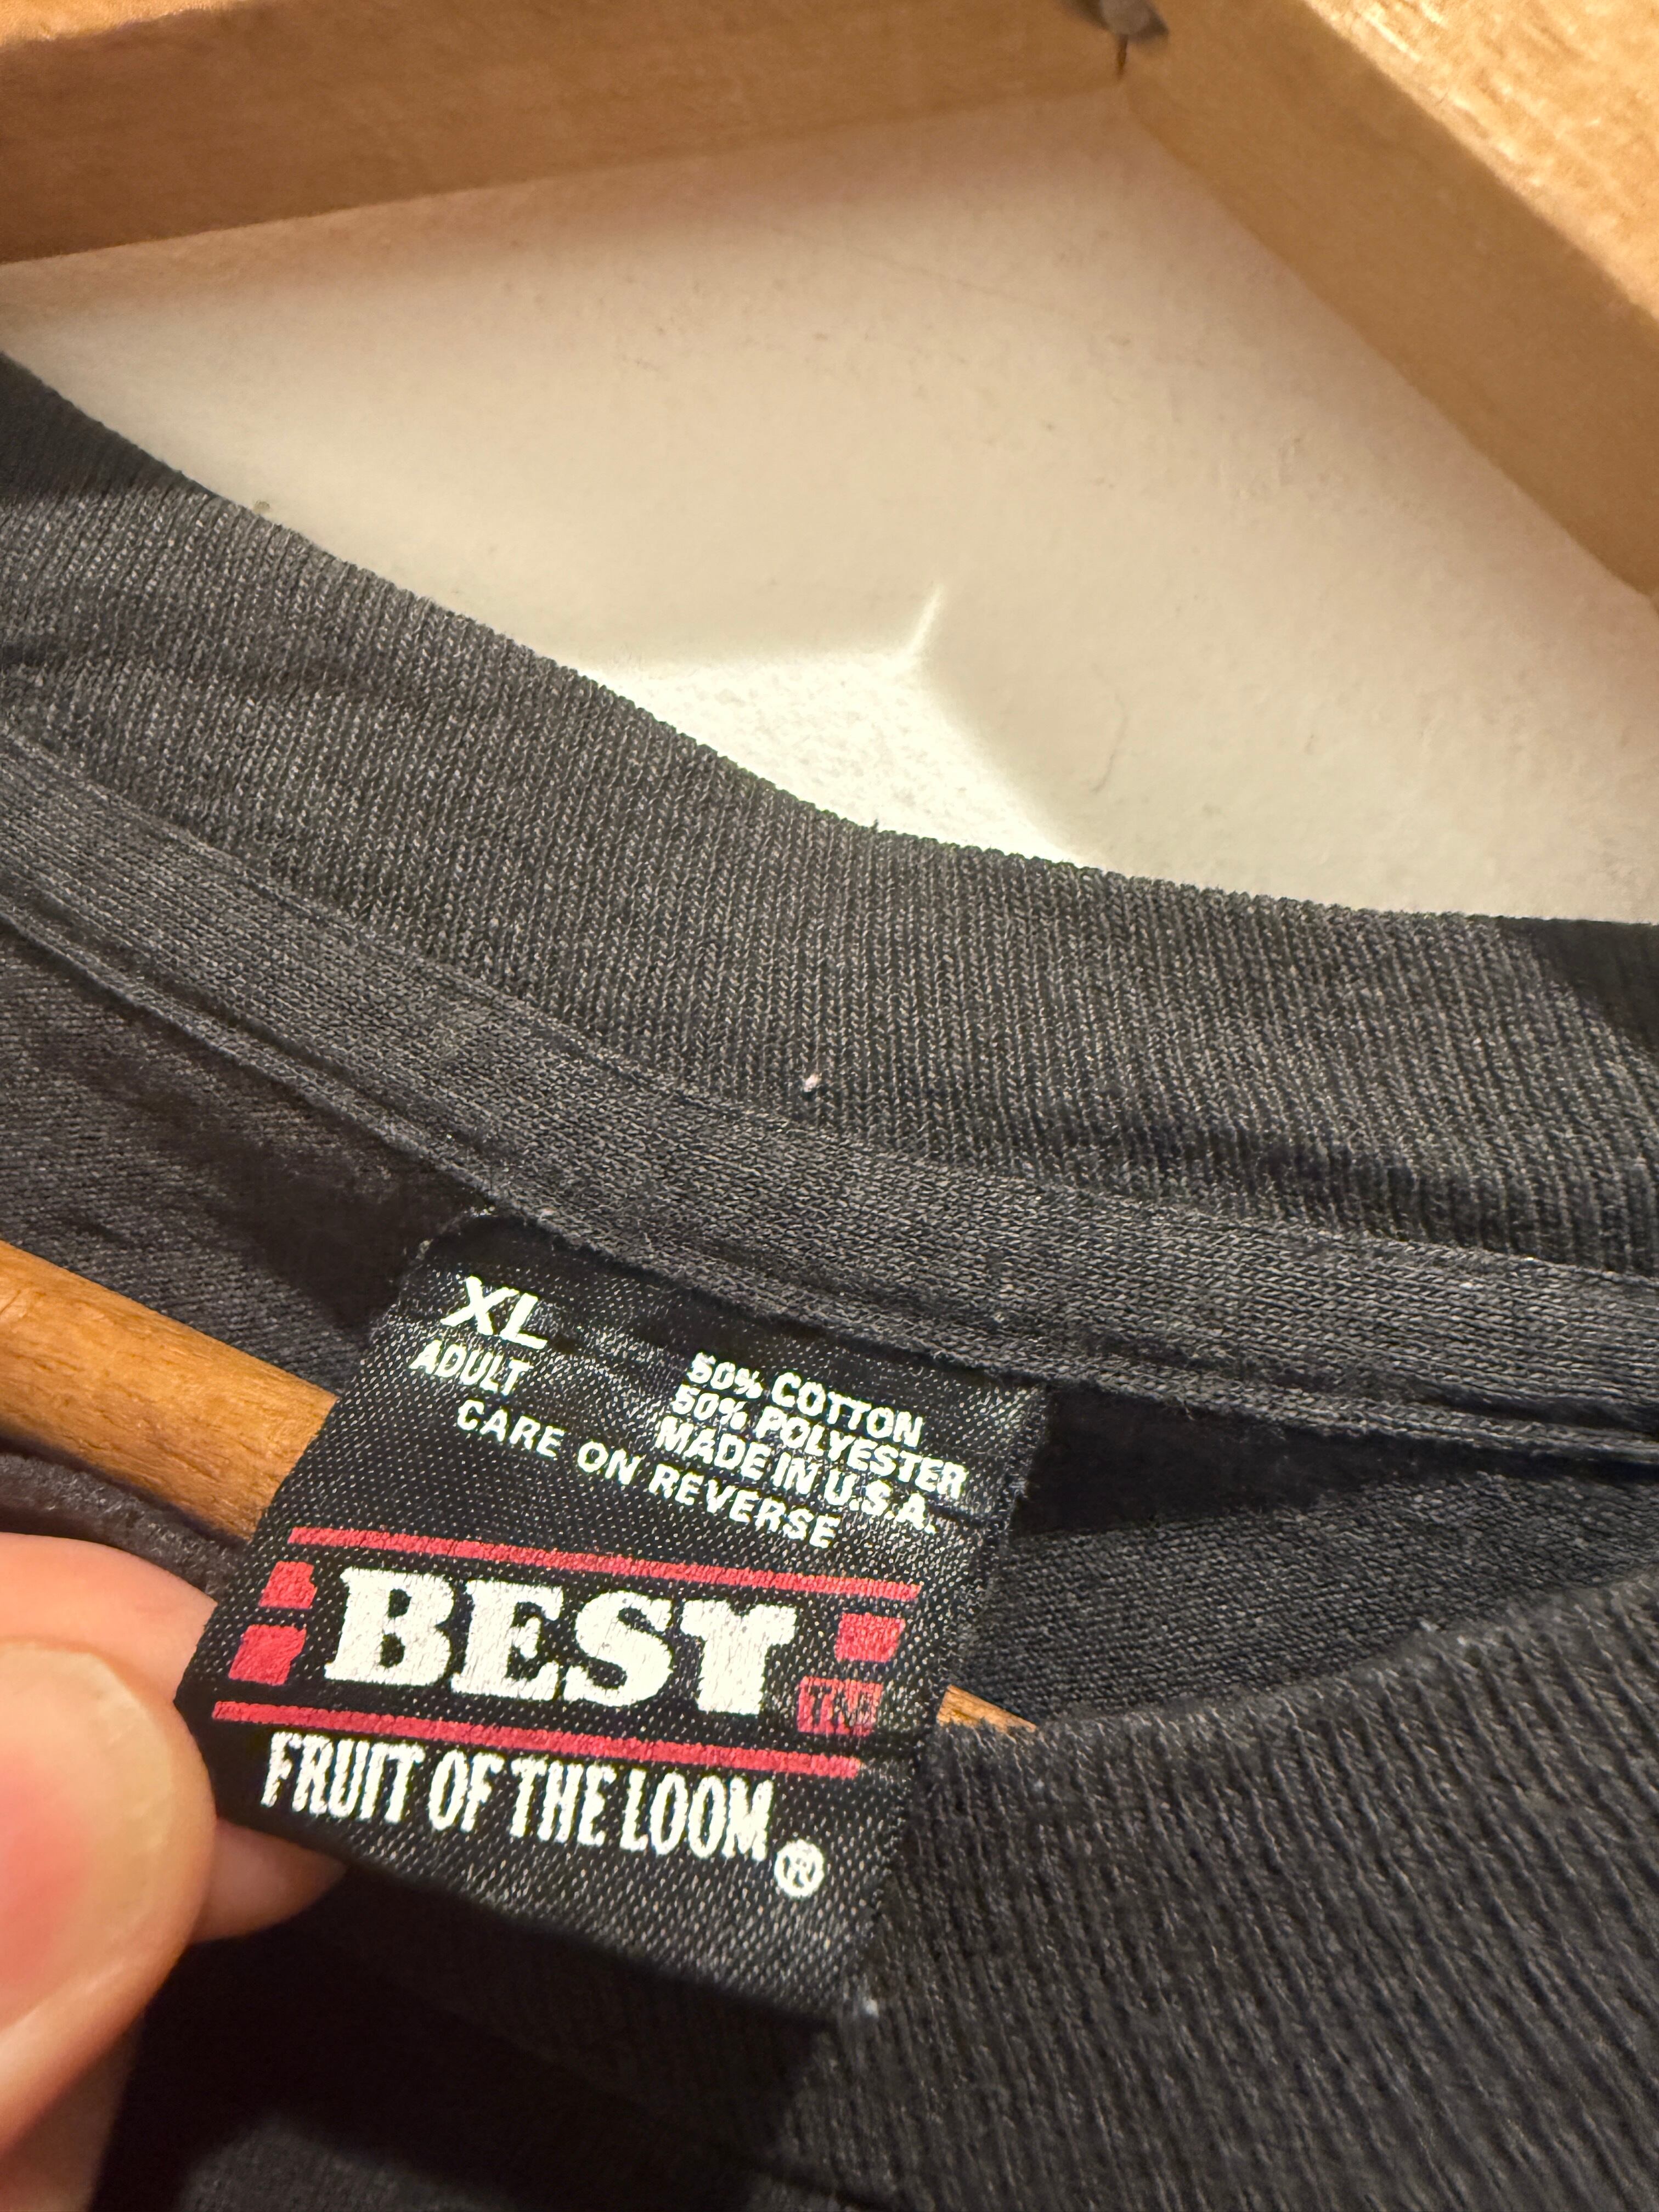 XL
ADULT
50% COTTON
50% POLYESTER
MADE IN U.S.A.
CARE ON REVERSE
BEST
TM
FRUIT OF THE LOOM
®